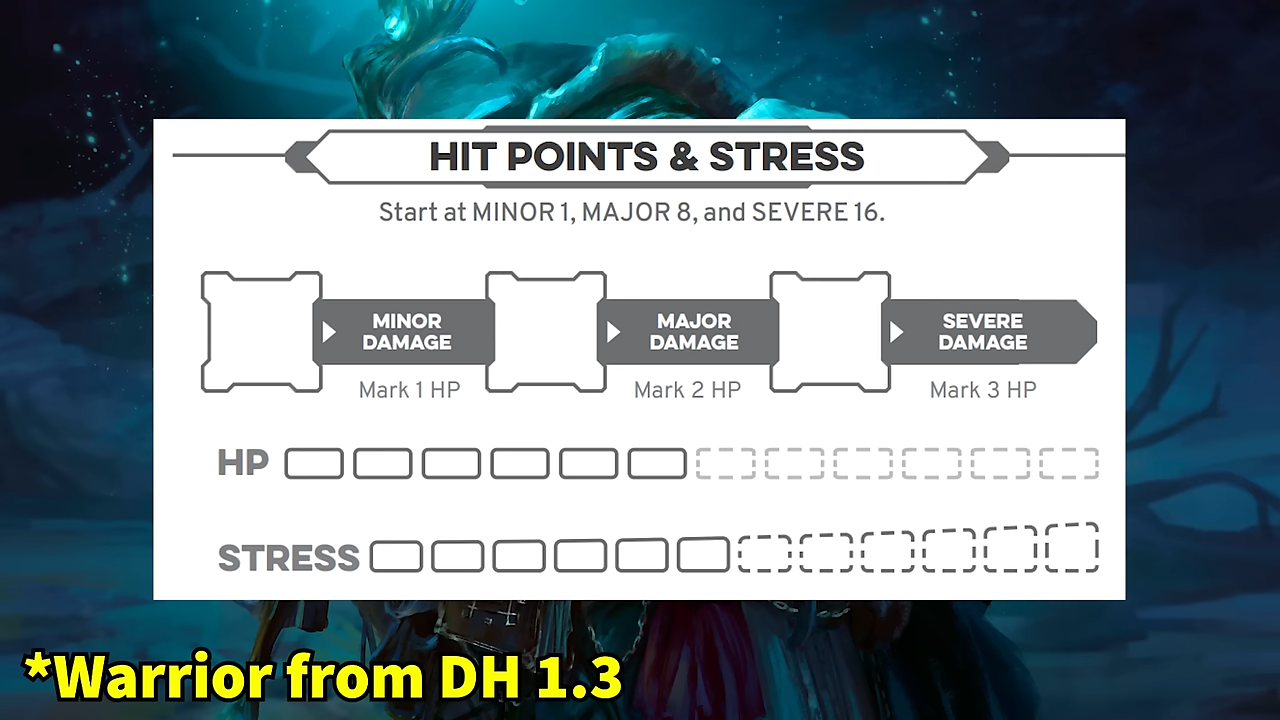 HIT POINTS & STRESS
Start at MINOR 1, MAJOR 8, and SEVERE 16.
MINOR
DAMAGE
MAJOR
DAMAGE
SEVERE
DAMAGE
Mark 1 HP
Mark 2 HP
Mark 3 HP
HP
STRESS
*Warrior from DH 1.3